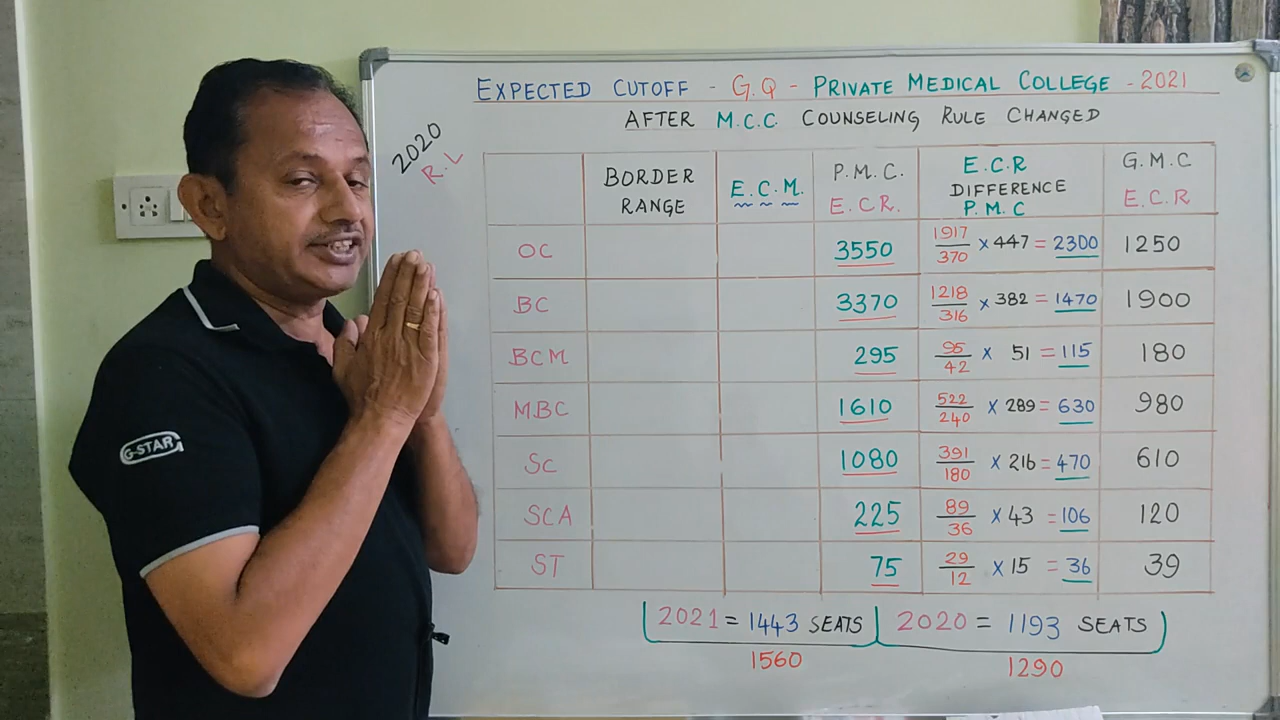 EXPECTED CUTOFF - G.Q - PRIVATE MEDICAL COLLEGE - 2021
AFTER M.C.C COUNSELING RULE CHANGED
2020
R.L
BORDER RANGE E.C.M. P.M.C. E.C.R. E.C.R DIFFERENCE P.M.C G.M.C E.C.R
OC 3550 1917/370 × 447 = 2300 1250
BC 3370 1218/316 × 382 = 1470 1900
BCM 295 95/42 × 51 = 115 180
MBC 1610 522/240 × 289 = 630 980
SC 1080 391/180 × 216 = 470 610
SCA 225 89/36 × 43 = 106 120
ST 75 29/12 × 15 = 36 39
2021 = 1443 SEATS 2020 = 1193 SEATS
1560 1290
G-STAR